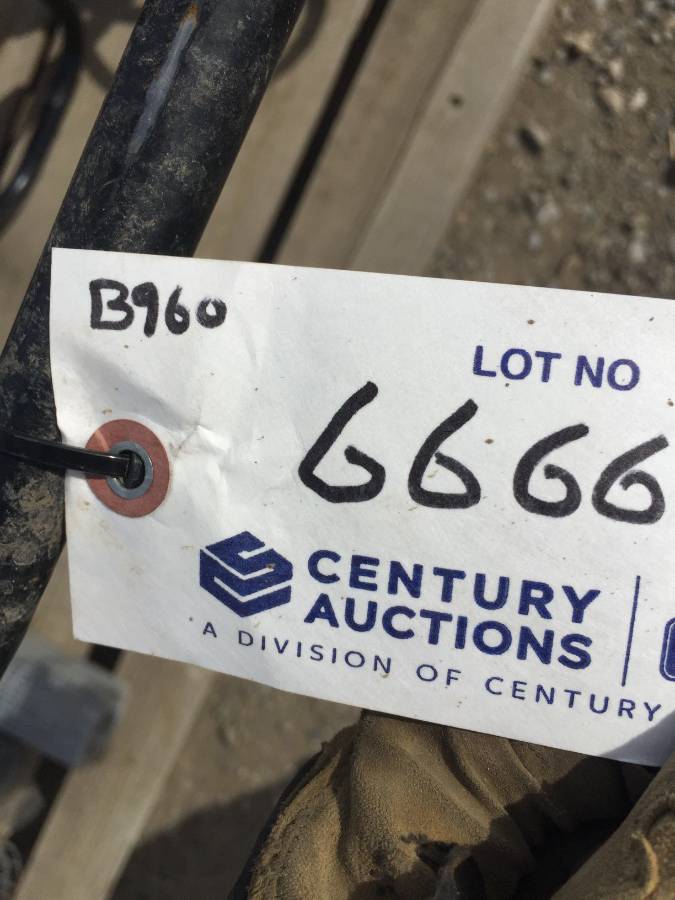 B960
LOT NO
6666
CENTURY
AUCTIONS
A DIVISION OF CENTURY